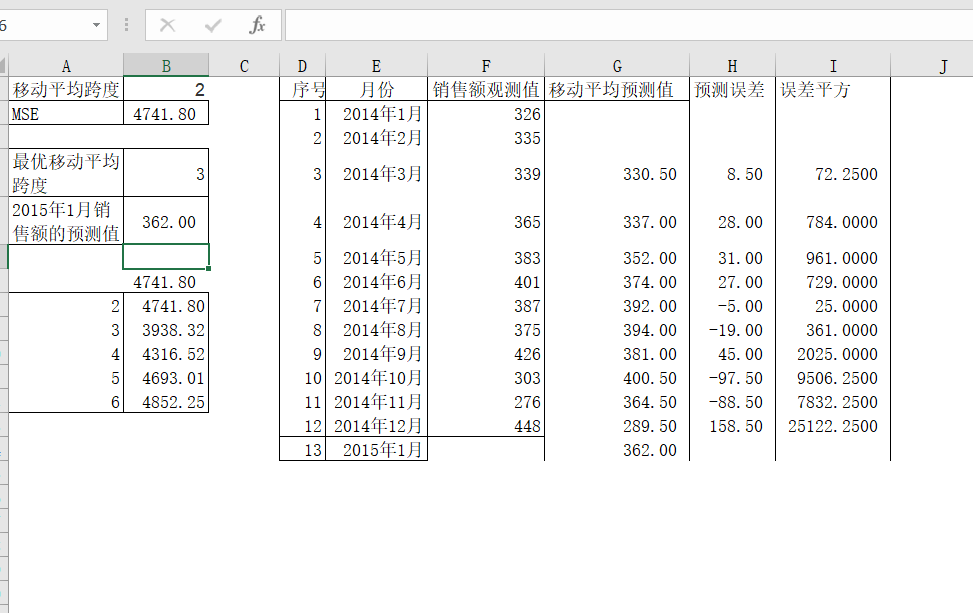 6
fx
A B C D E F G H I J
移动平均跨度 2 序号 月份 销售额观测值 移动平均预测值 预测误差 误差平方
MSE 4741.80 1 2014年1月 326
2 2014年2月 335
最优移动平均
跨度 3 3 2014年3月 339 330.50 8.50 72.2500
2015年1月销
售额的预测值 362.00 4 2014年4月 365 337.00 28.00 784.0000
5 2014年5月 383 352.00 31.00 961.0000
4741.80 6 2014年6月 401 374.00 27.00 729.0000
2 4741.80 7 2014年7月 387 392.00 -5.00 25.0000
3 3938.32 8 2014年8月 375 394.00 -19.00 361.0000
4 4316.52 9 2014年9月 426 381.00 45.00 2025.0000
5 4693.01 10 2014年10月 303 400.50 -97.50 9506.2500
6 4852.25 11 2014年11月 276 364.50 -88.50 7832.2500
12 2014年12月 448 289.50 158.50 25122.2500
13 2015年1月 362.00